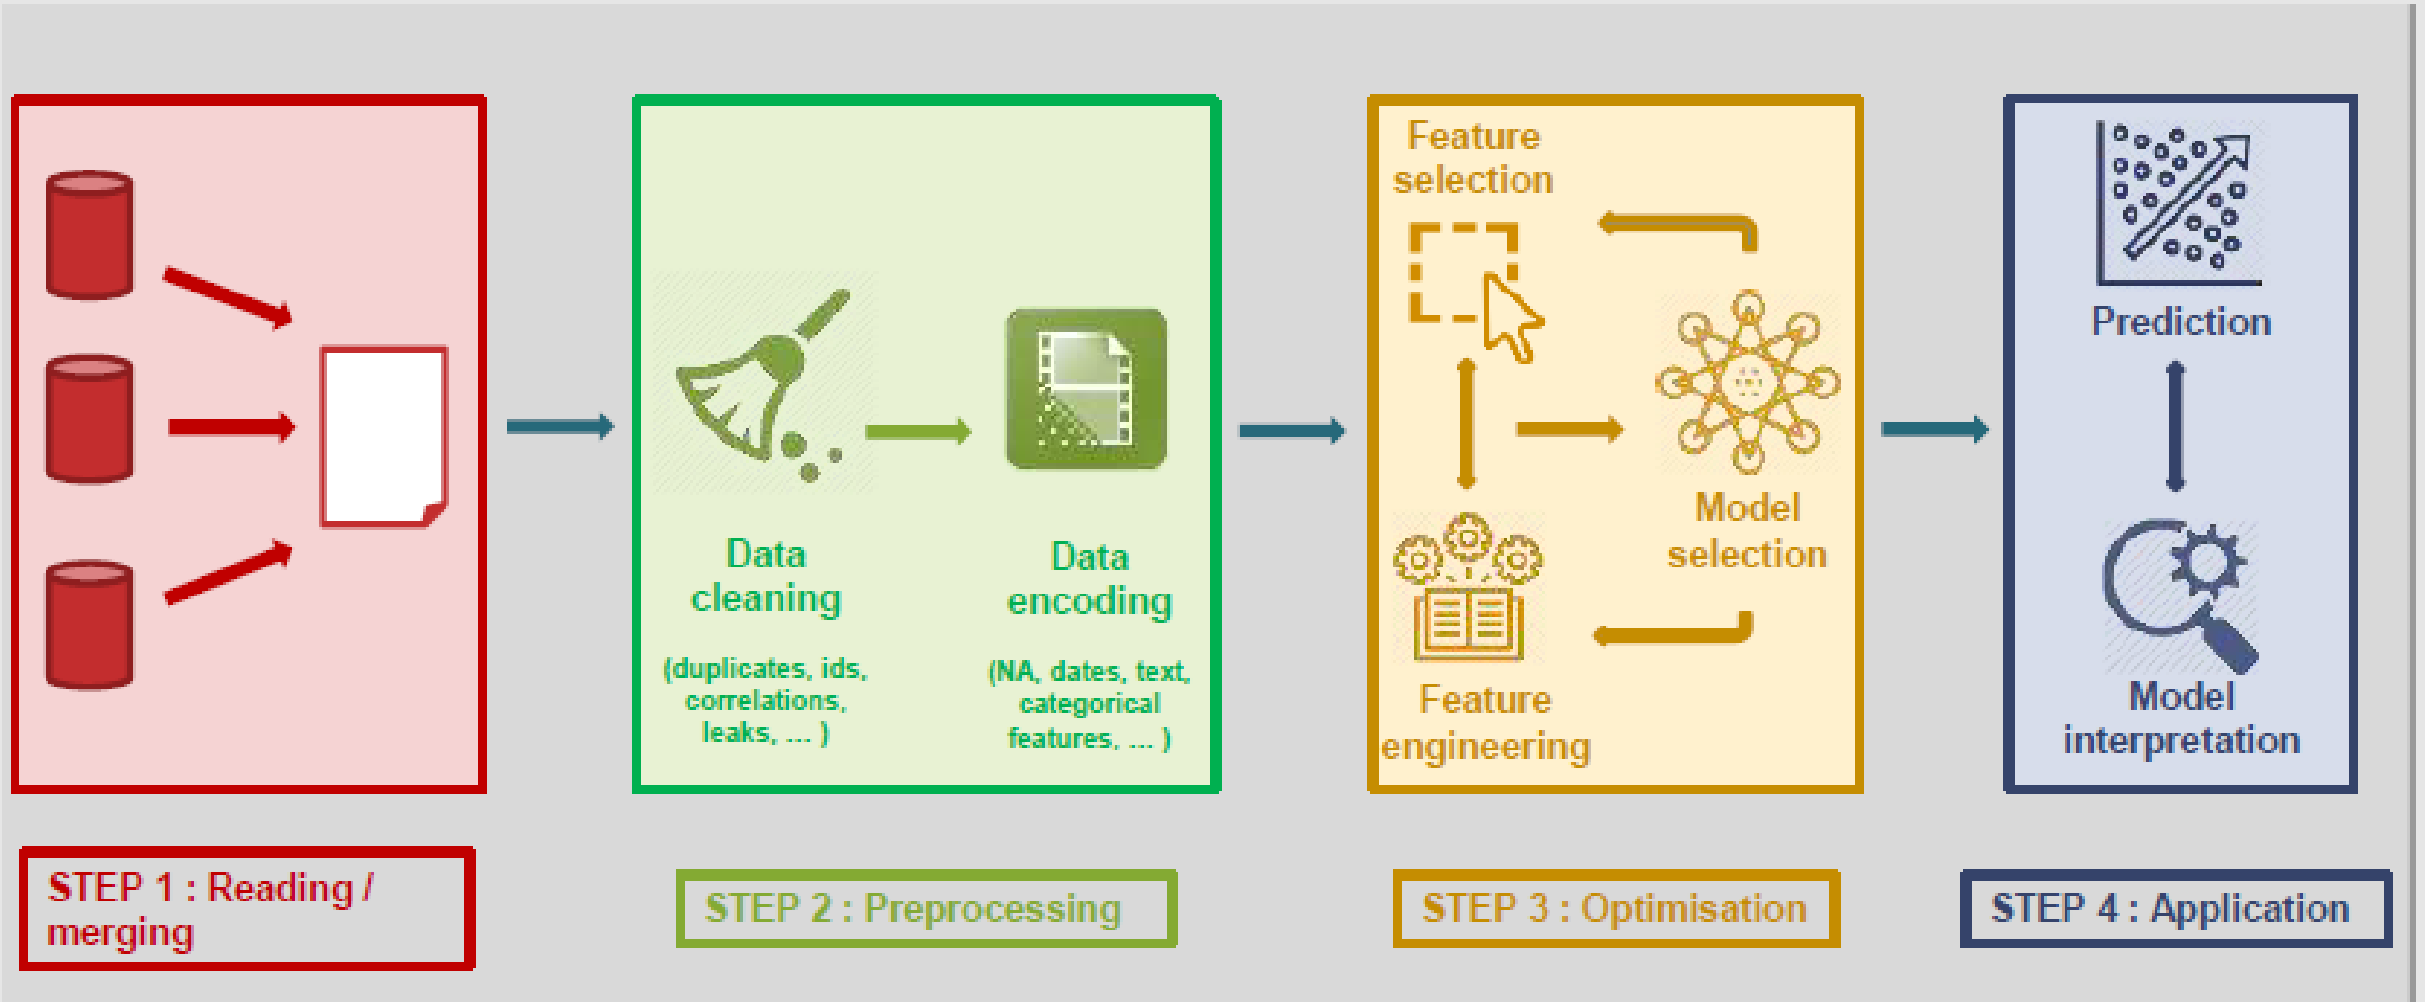 Feature
selection
Prediction
Model
selection
Data
cleaning
(duplicates, ids,
correlations,
leaks, ... )
Data
encoding
(NA, dates, text,
categorical
features, ... )
Feature
engineering
Model
interpretation
STEP 1 : Reading /
merging
STEP 2 : Preprocessing
STEP 3 : Optimisation
STEP 4 : Application